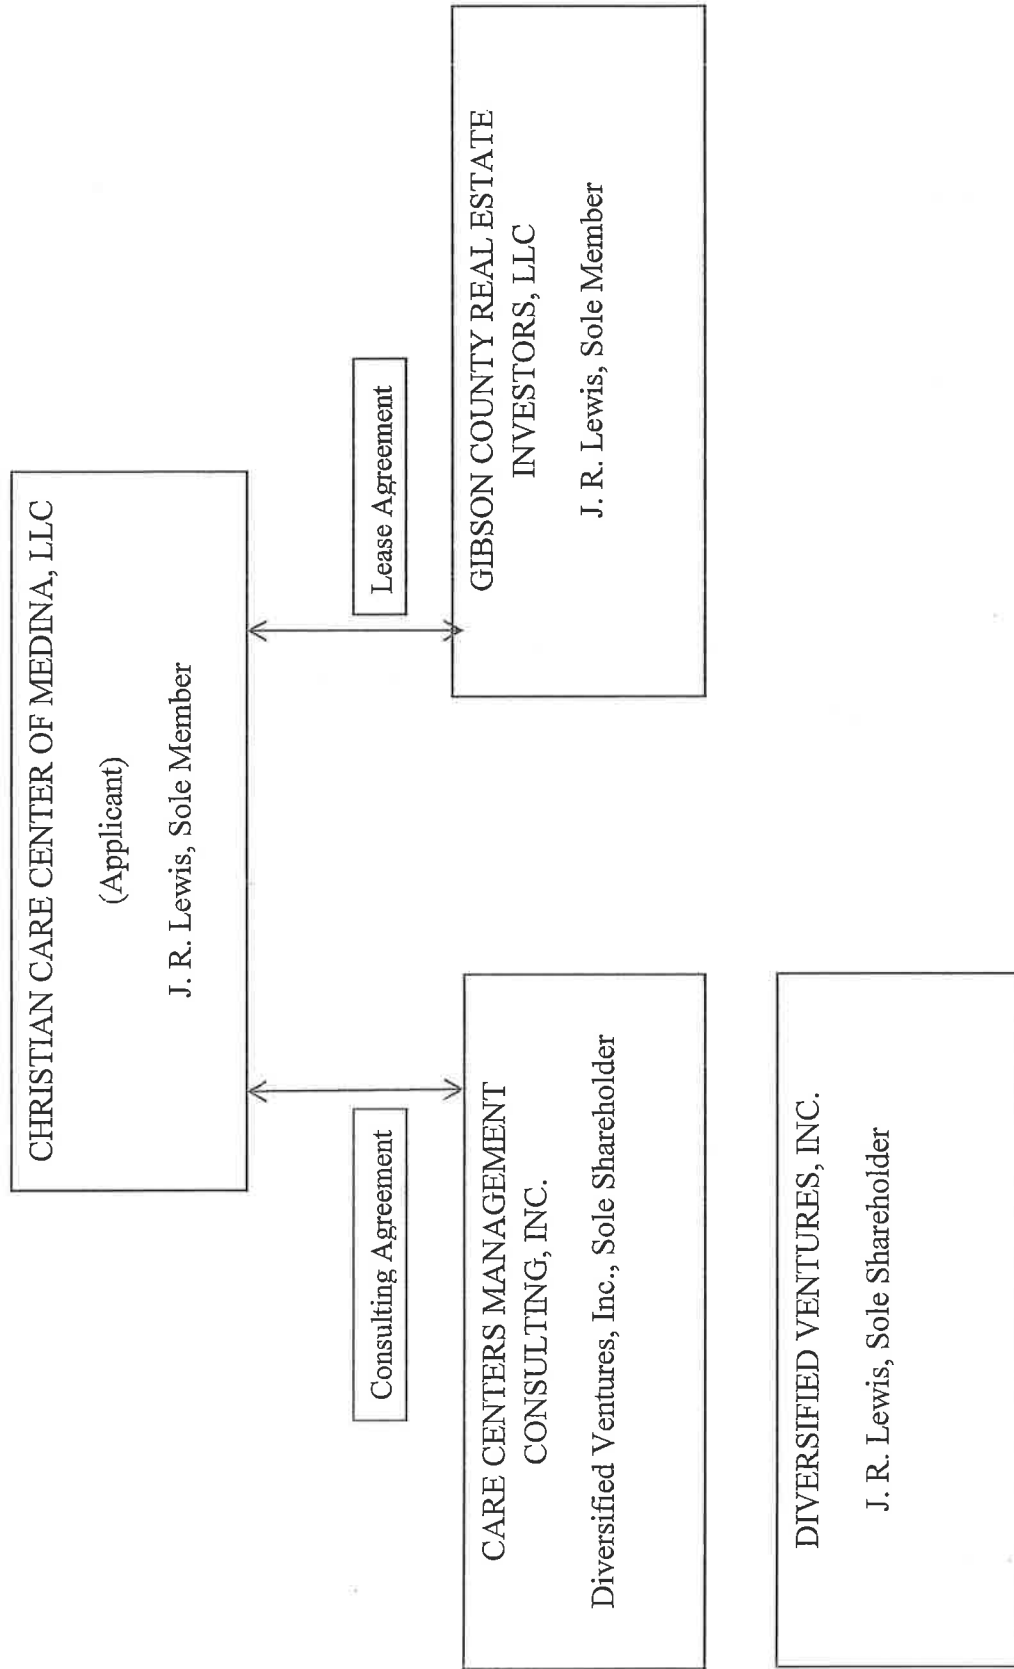 CHRISTIAN CARE CENTER OF MEDINA, LLC
(Applicant)
J. R. Lewis, Sole Member
Consulting Agreement
Lease Agreement
CARE CENTERS MANAGEMENT
CONSULTING, INC.
Diversified Ventures, Inc., Sole Shareholder
GIBSON COUNTY REAL ESTATE
INVESTORS, LLC
J. R. Lewis, Sole Member
DIVERSIFIED VENTURES, INC.
J. R. Lewis, Sole Shareholder